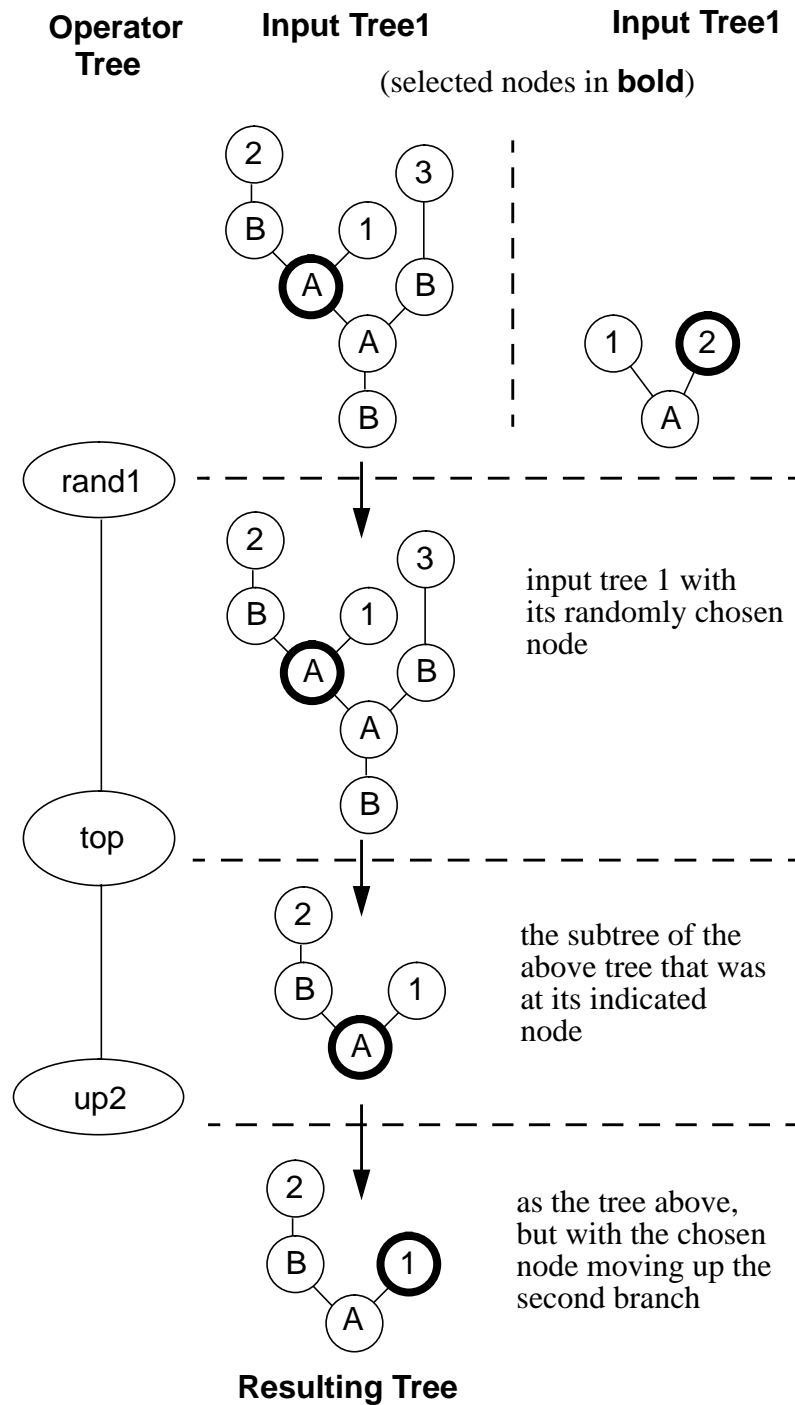 Operator Tree
Input Tree1
Input Tree1
(selected nodes in bold)
2
3
B
1
A
B
1
2
A
A
B
rand1
2
3
input tree 1 with
its randomly chosen
node
B
1
A
B
A
B
top
2
the subtree of the
above tree that was
at its indicated
node
B
1
A
up2
2
as the tree above,
but with the chosen
node moving up the
second branch
B
1
A
Resulting Tree